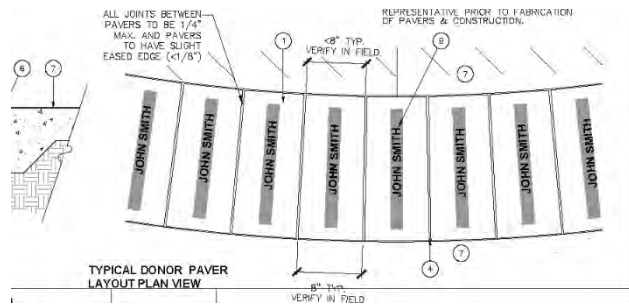 ALL JOINTS BETWEEN
PAVERS TO BE 1/4"
MAX. AND PAVERS
TO HAVE SLIGHT
EASED EDGE (<1/8")
REPRESENTATIVE PRIOR TO FABRICATION
OF PAVERS & CONSTRUCTION.
1
<8" TYP.
VERIFY IN FIELD
9
7
6
7
JOHN SMITH
JOHN SMITH
JOHN SMITH
JOHN SMITH
JOHN SMITH
JOHN SMITH
JOHN SMITH
JOHN SMITH
7
4
TYPICAL DONOR PAVER
LAYOUT PLAN VIEW
8" TYP.
VERIFY IN FIELD